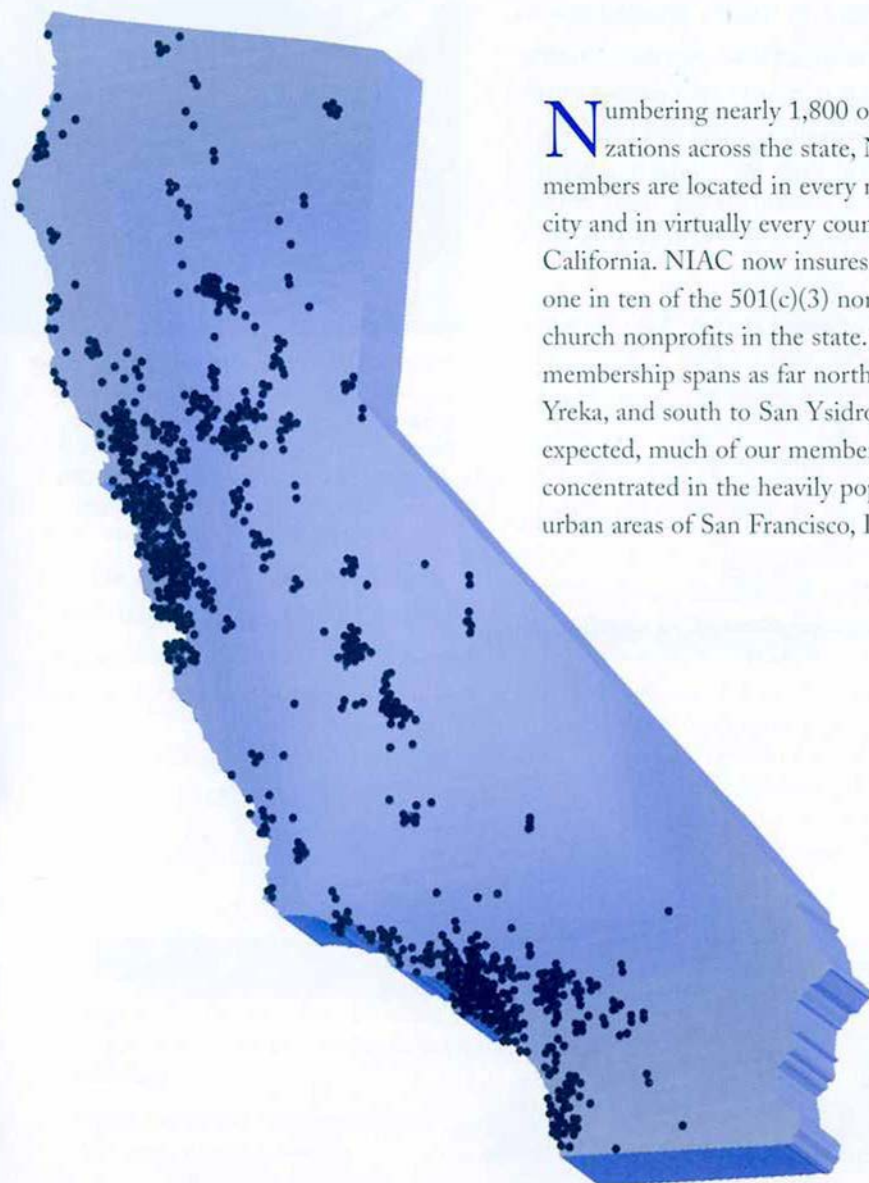 Numbering nearly 1,800 o
zations across the state, N
members are located in every m
city and in virtually every coun
California. NIAC now insures
one in ten of the 501(c)(3) non
church nonprofits in the state.
membership spans as far north
Yreka, and south to San Ysidro
expected, much of our member
concentrated in the heavily pop
urban areas of San Francisco, L